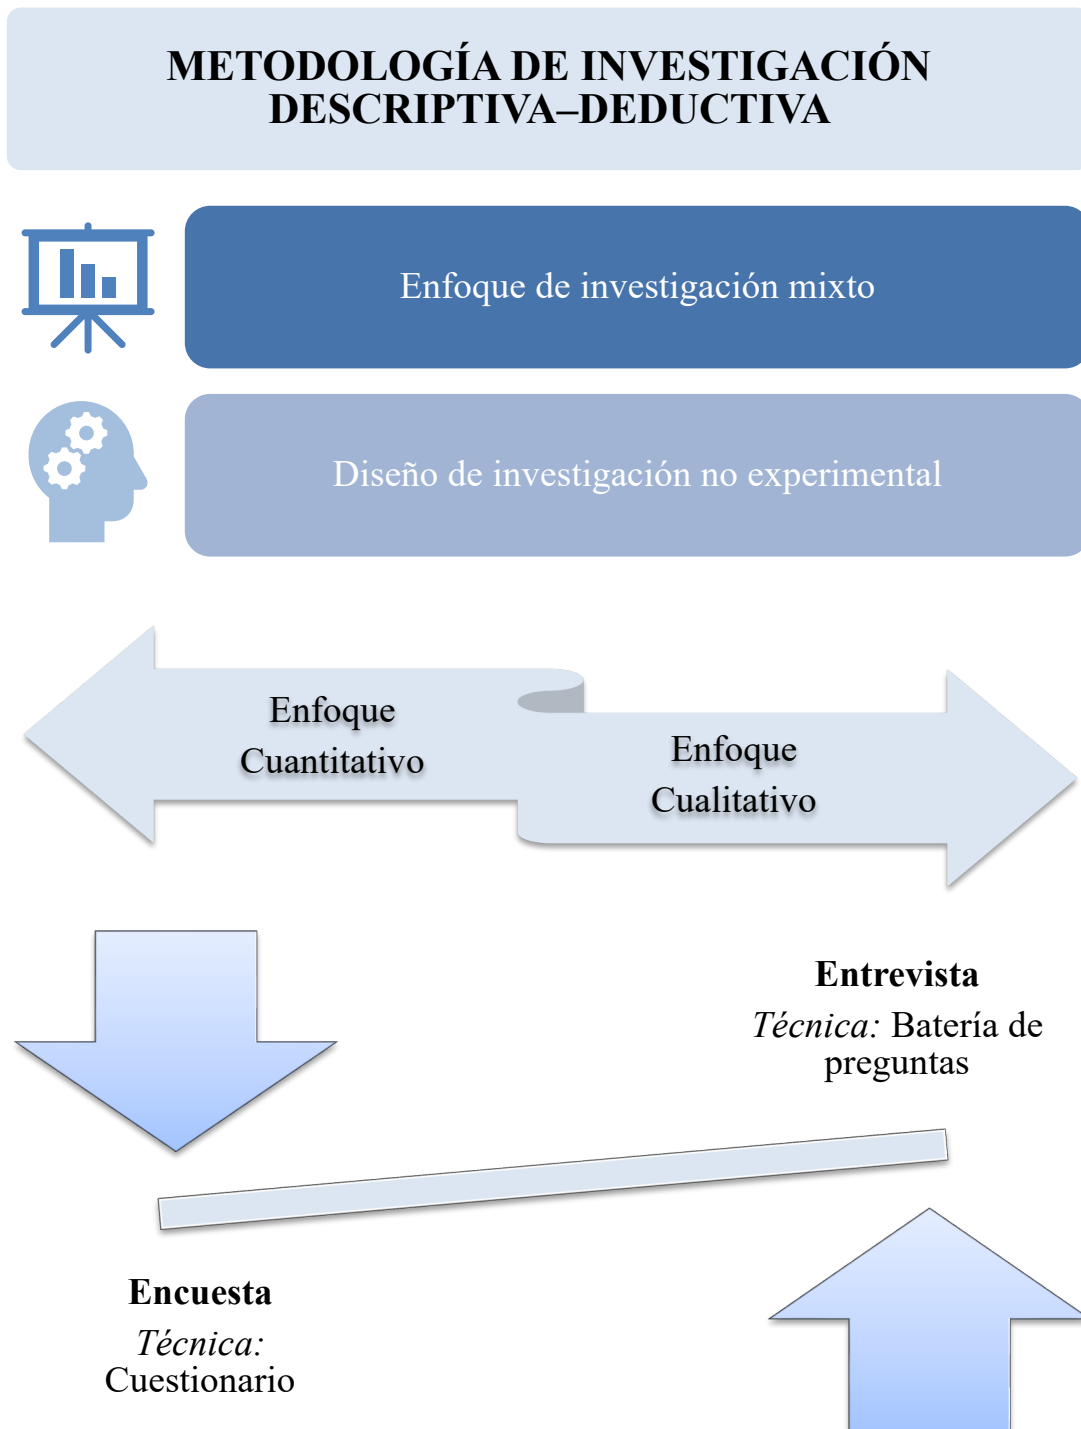 METODOLOGÍA DE INVESTIGACIÓN
DESCRIPTIVA–DEDUCTIVA
Enfoque de investigación mixto
Diseño de investigación no experimental
Enfoque
Cuantitativo
Enfoque
Cualitativo
Entrevista
Técnica: Batería de
preguntas
Encuesta
Técnica:
Cuestionario